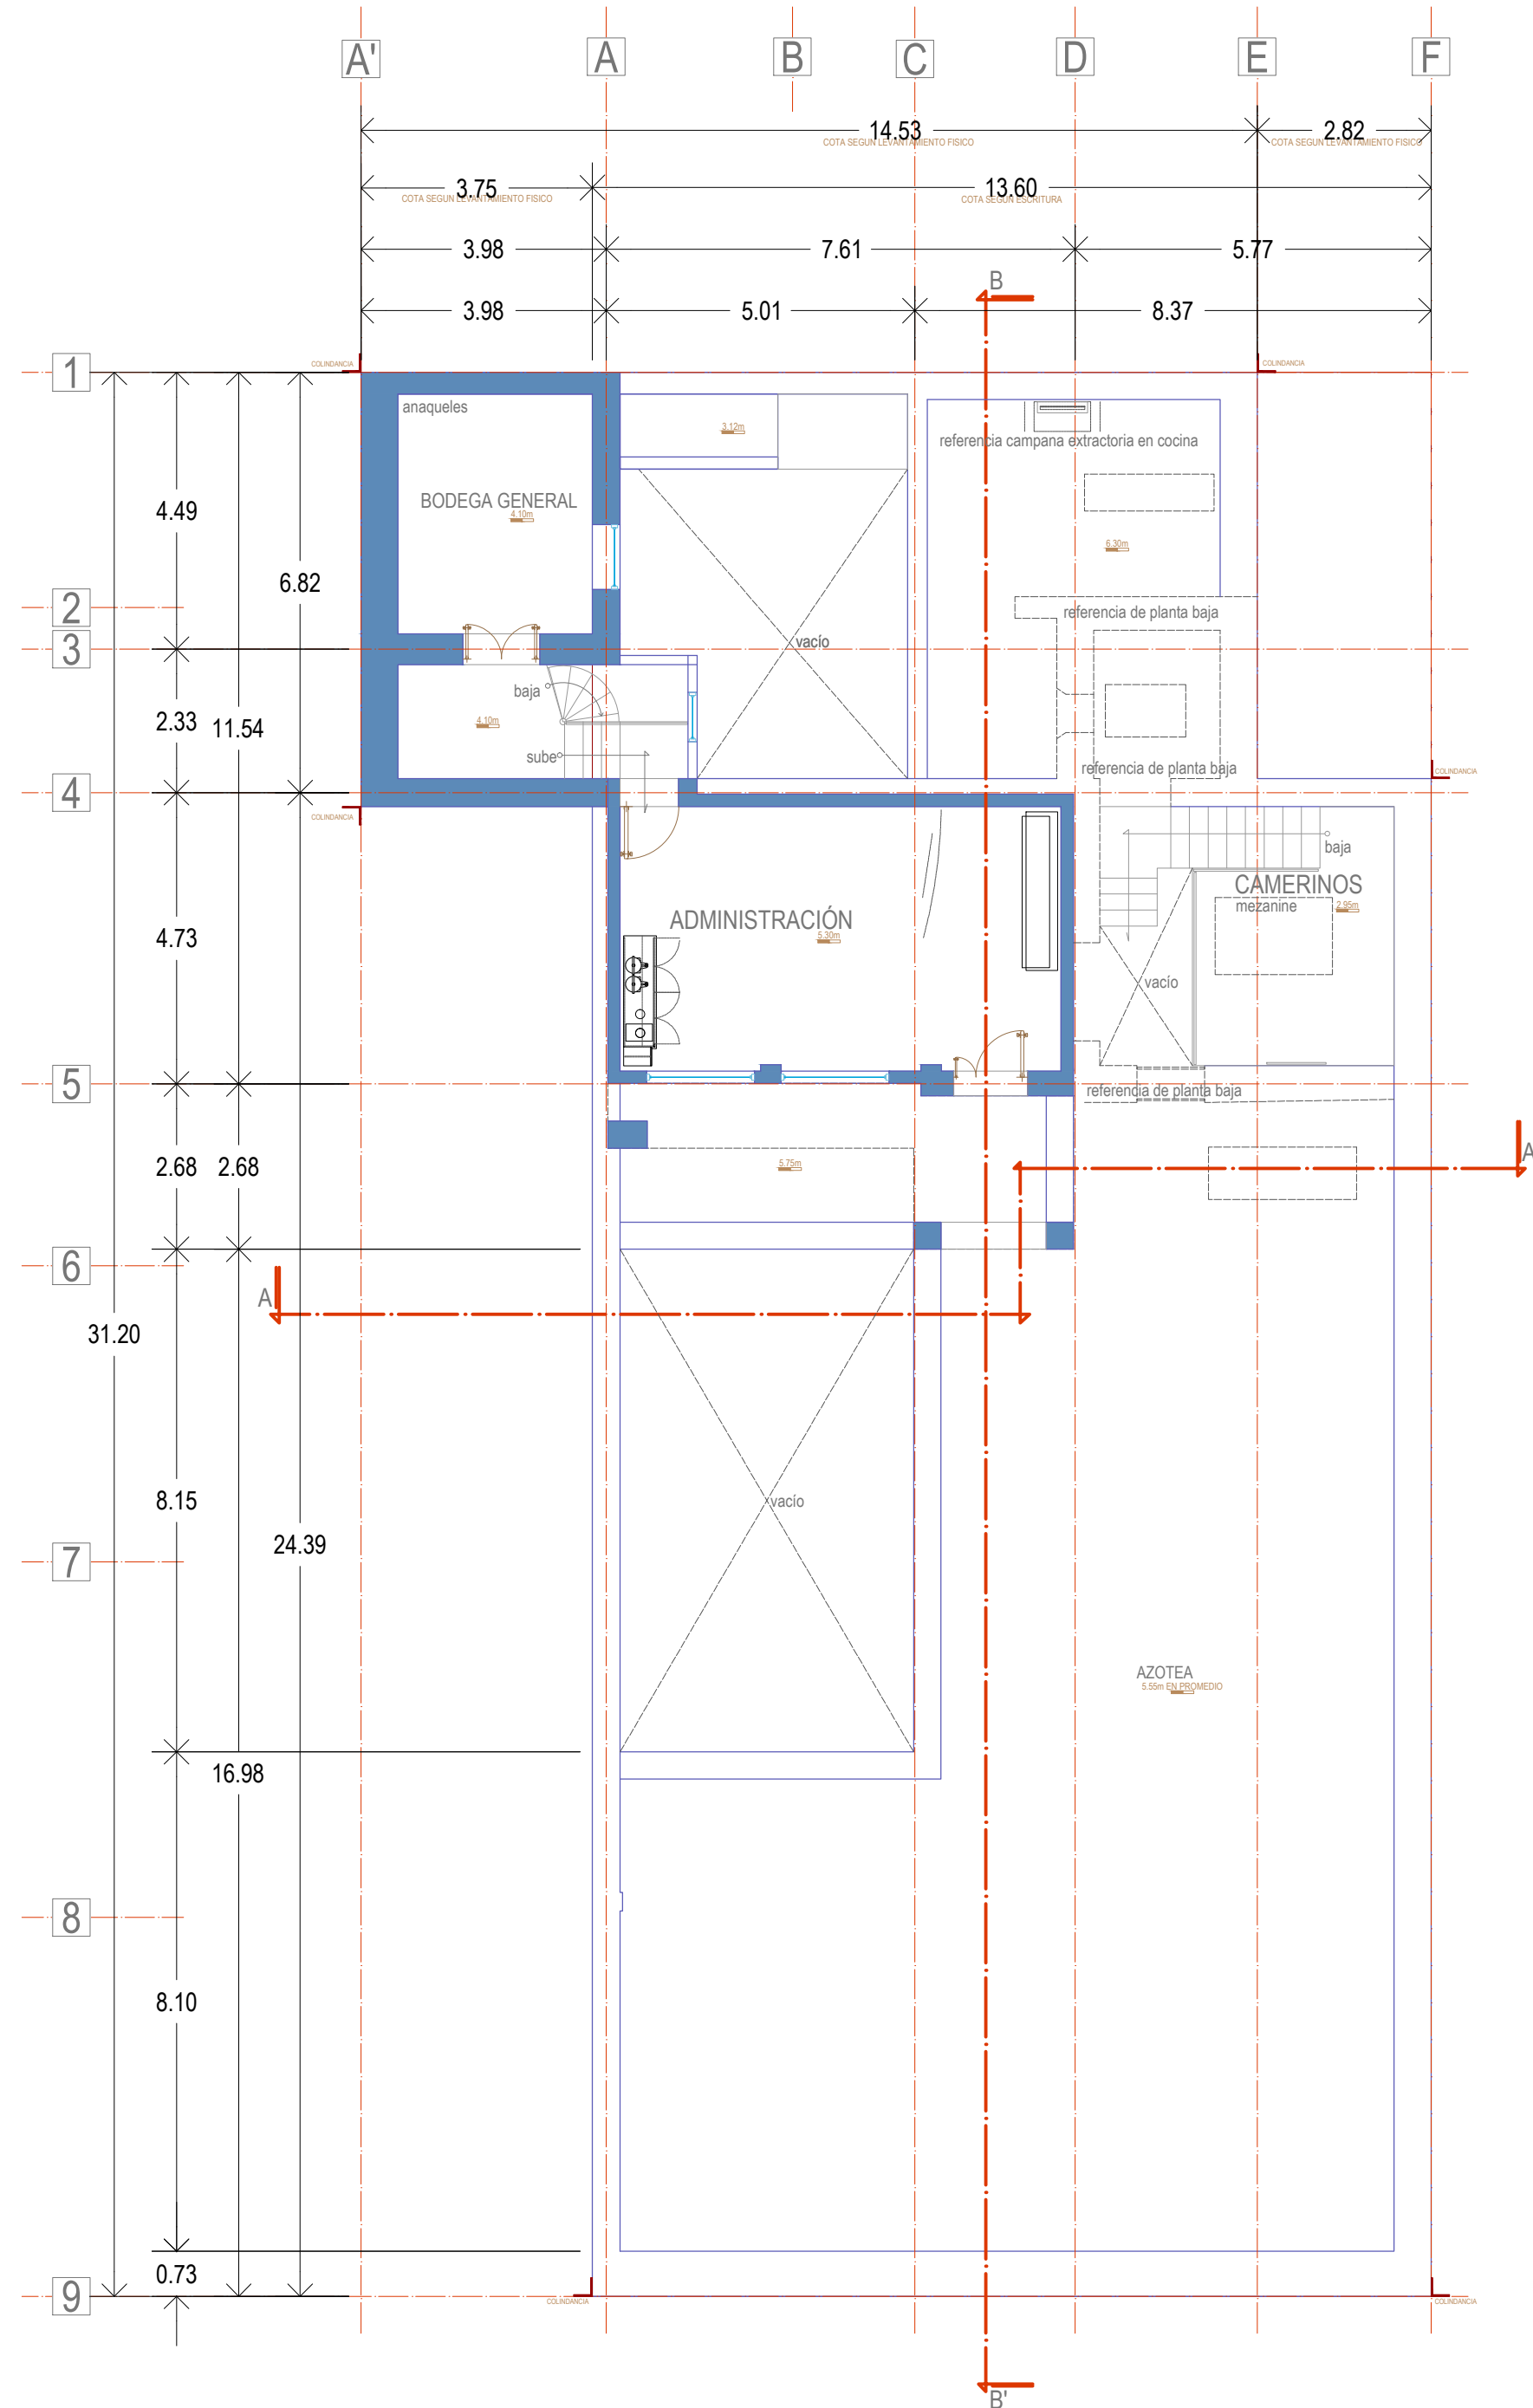 A' A B C D E F
14.53 2.82
COTA SEGUN LEVANTAMIENTO FISICO COTA SEGUN LEVANTAMIENTO FISICO
3.75 13.60
COTA SEGUN LEVANTAMIENTO FISICO COTA SEGUN ESCRITURA
3.98 7.61 5.77
B
3.98 5.01 8.37
COLINDANCIA COLINDANCIA
1
anaqueles
3.12m
referencia campana extractoria en cocina
BODEGA GENERAL
4.10m
4.49
6.30m
6.82
2
referencia de planta baja
3
vacío
baja
4.10m
2.33 11.54
sube
referencia de planta baja
COLINDANCIA
4
COLINDANCIA
baja
CAMERINOS
mezanine 2.95m
ADMINISTRACIÓN
5.30m
4.73
vacío
5
referencia de planta baja
A
2.68 2.68
5.75m
6
A
31.20
8.15
vacío
24.39
7
AZOTEA
5.55m EN PROMEDIO
16.98
8
8.10
0.73
9
COLINDANCIA COLINDANCIA
B'